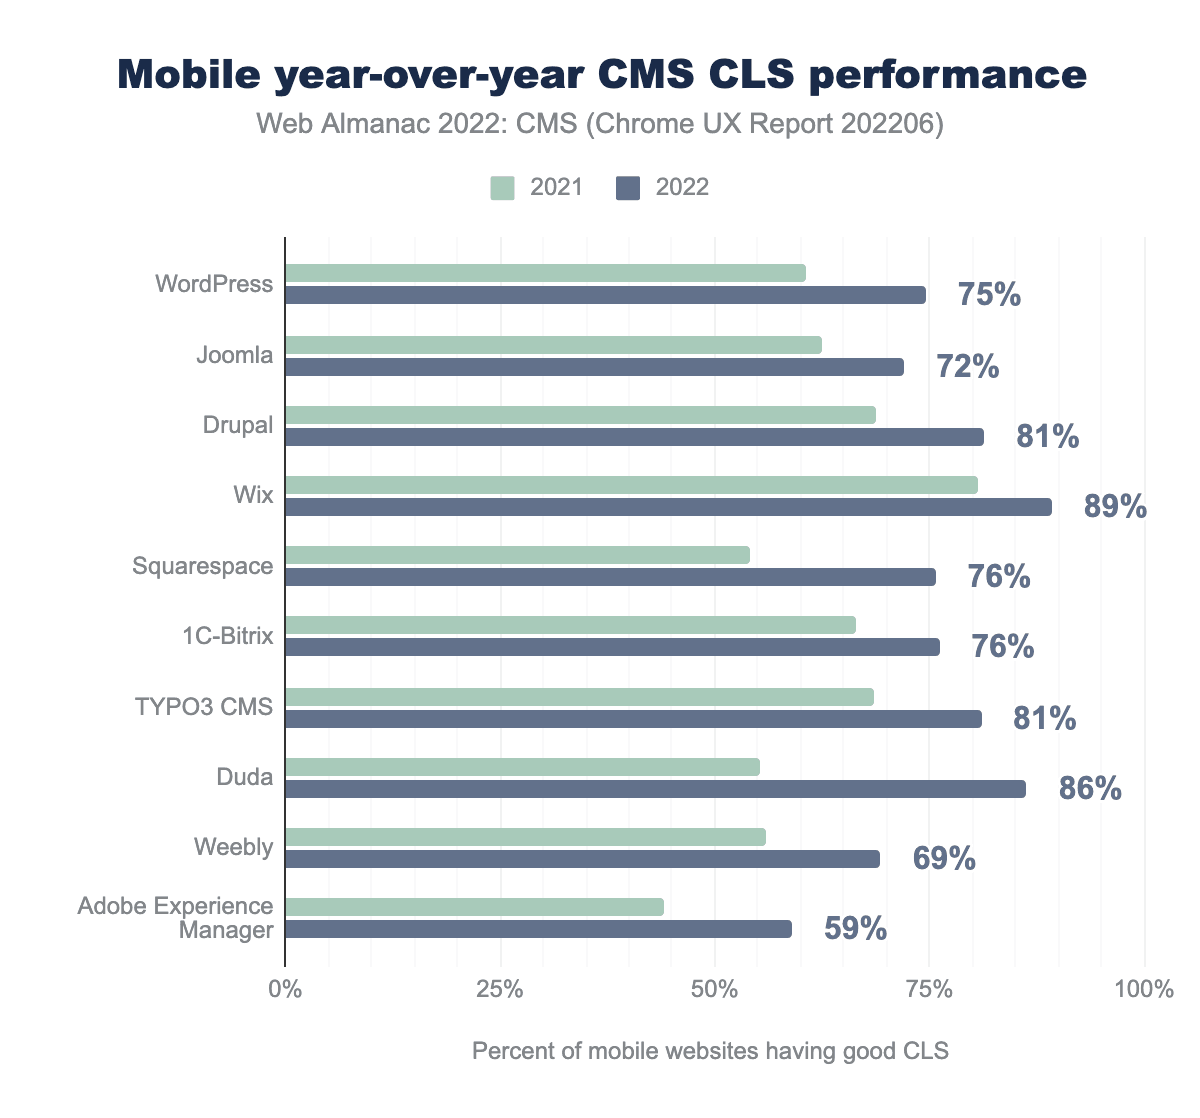 Mobile year-over-year CMS CLS performance
Web Almanac 2022: CMS (Chrome UX Report 202206)
2021 2022
WordPress 75%
Joomla 72%
Drupal 81%
Wix 89%
Squarespace 76%
1C-Bitrix 76%
TYPO3 CMS 81%
Duda 86%
Weebly 69%
Adobe Experience
Manager 59%
0% 25% 50% 75% 100%
Percent of mobile websites having good CLS